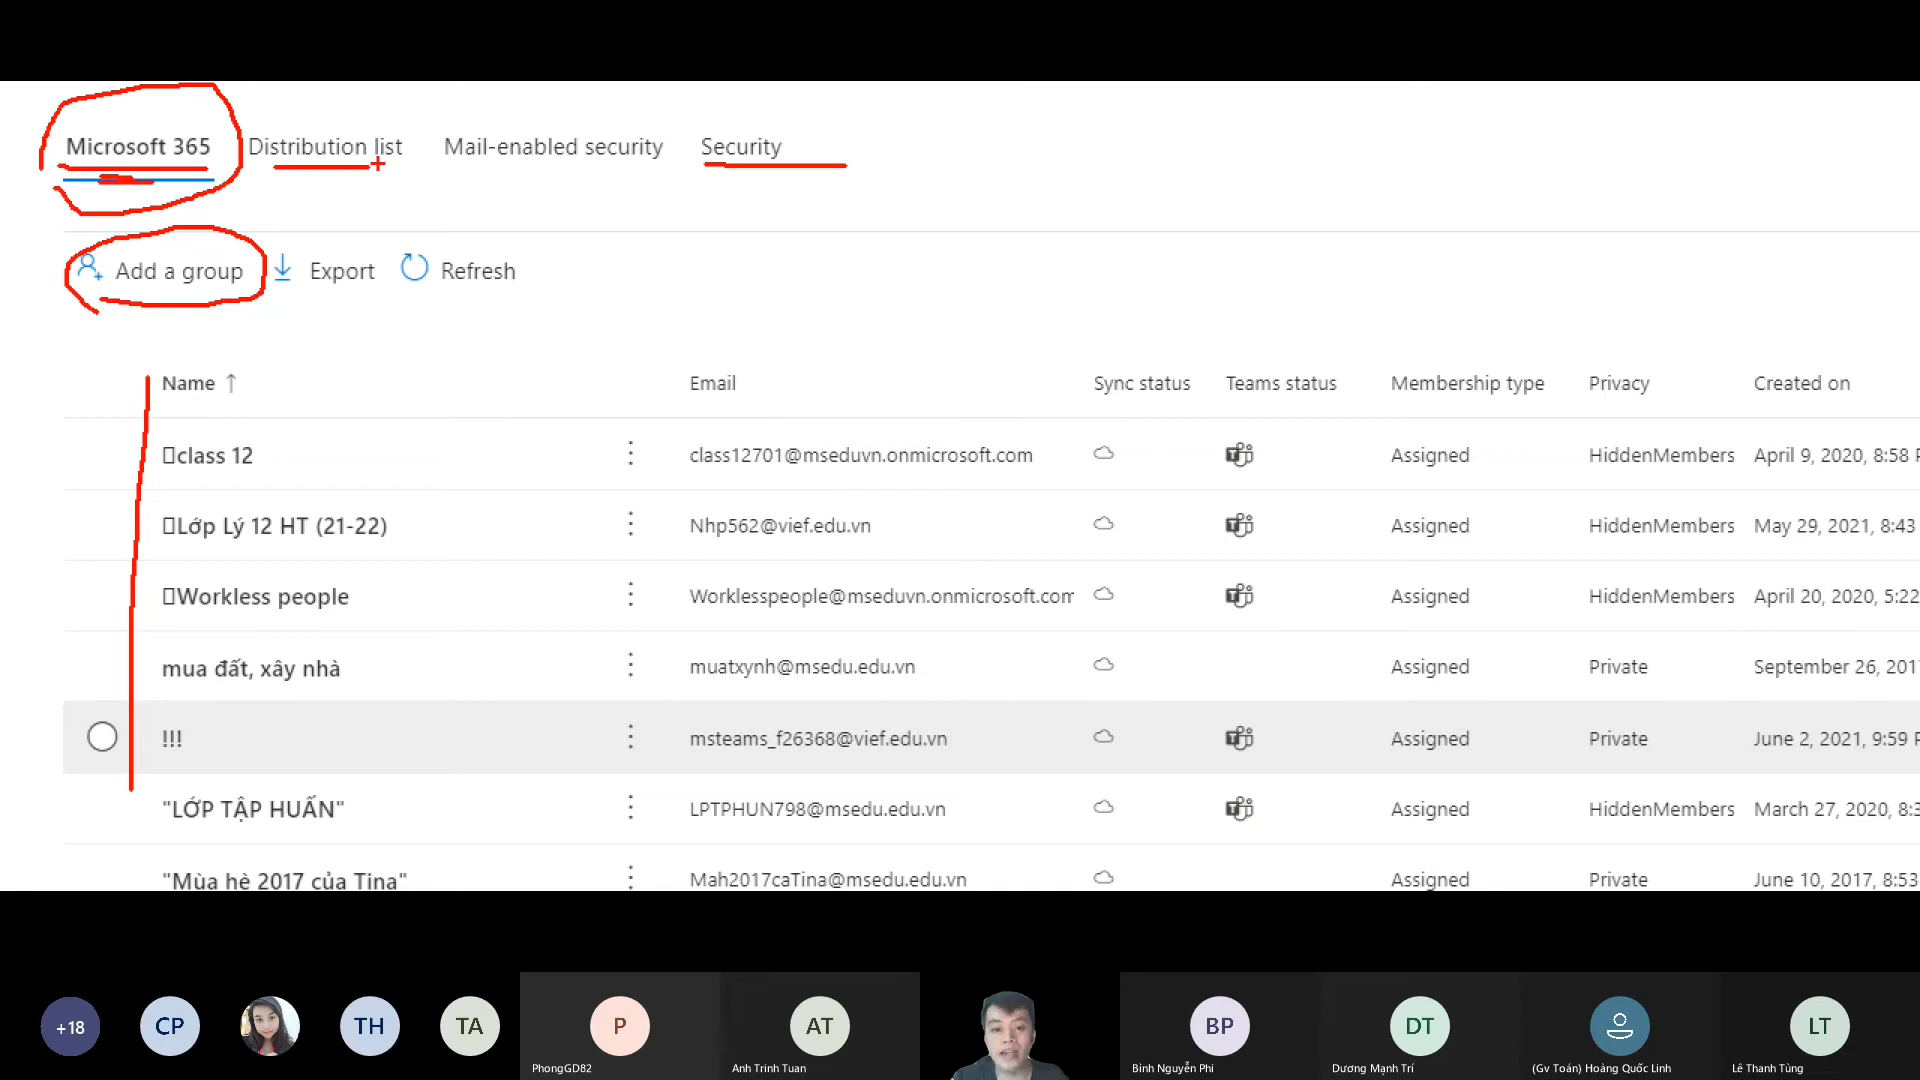 Microsoft 365 Distribution list Mail-enabled security Security
Add a group Export Refresh
Name ↑ Email Sync status Teams status Membership type Privacy Created on
class 12 class12701@mseduvn.onmicrosoft.com Assigned HiddenMembers April 9, 2020, 8:58 P
Lớp Lý 12 HT (21-22) Nhp562@vief.edu.vn Assigned HiddenMembers May 29, 2021, 8:43
Workless people Worklesspeople@mseduvn.onmicrosoft.com Assigned HiddenMembers April 20, 2020, 5:22
mua đất, xây nhà muatxynh@msedu.edu.vn Assigned Private September 26, 201
!!! msteams_f26368@vief.edu.vn Assigned Private June 2, 2021, 9:59 P
"LỚP TẬP HUẤN" LPTPHUN798@msedu.edu.vn Assigned HiddenMembers March 27, 2020, 8:3
"Mùa hè 2017 của Tina" Mah2017caTina@msedu.edu.vn Assigned Private June 10, 2017, 8:53
+18 CP TH TA P AT BP DT LT
PhongGD82 Anh Trinh Tuan Bình Nguyễn Phi Dương Mạnh Trí (Gv Toán) Hoàng Quốc Linh Lê Thanh Tùng